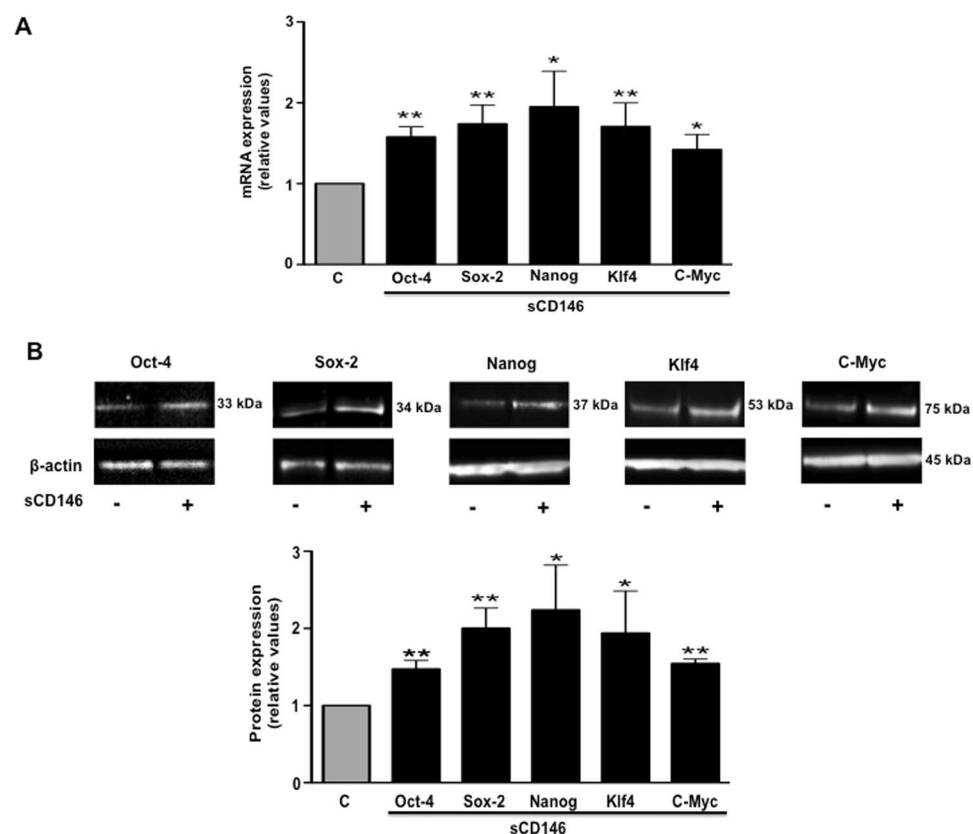 A
mRNA expression
(relative values)
3
2
1
0
** ** * ** *
C Oct-4 Sox-2 Nanog Klf4 C-Myc
sCD146
B
Oct-4 Sox-2 Nanog Klf4 C-Myc
33 kDa 34 kDa 37 kDa 53 kDa 75 kDa
β-actin 45 kDa
sCD146 - + - + - + - + - +
Protein expression
(relative values)
3
2
1
0
** ** * * **
C Oct-4 Sox-2 Nanog Klf4 C-Myc
sCD146